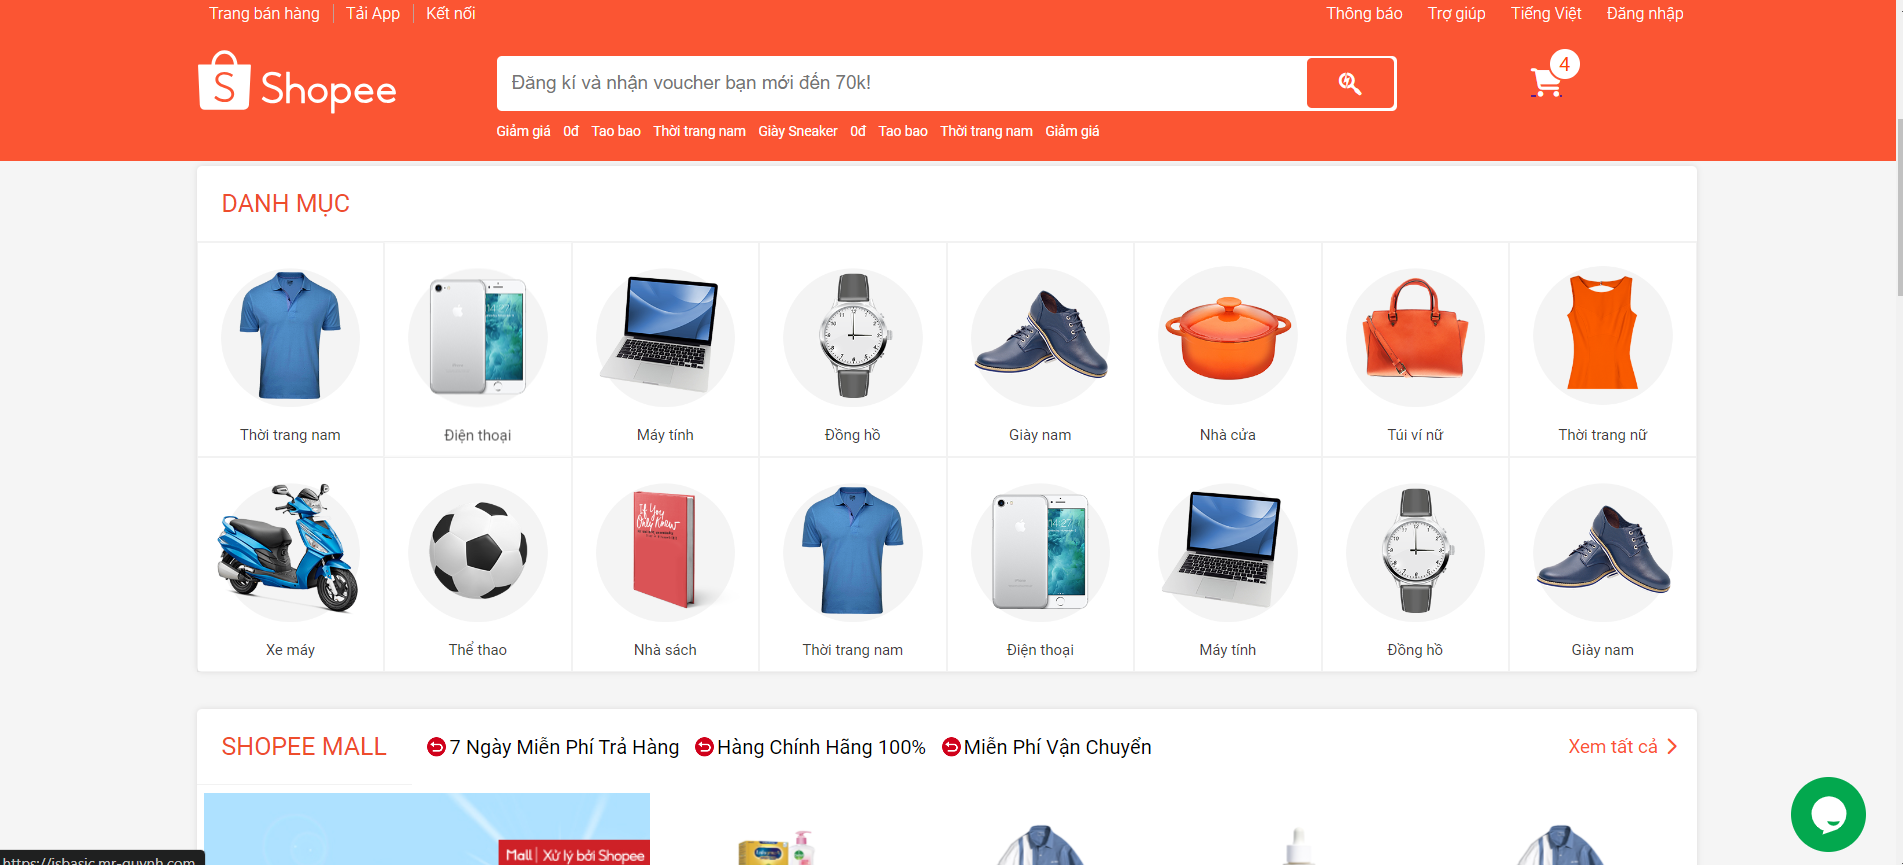 Trang bán hàng Tải App Kết nối Thông báo Trợ giúp Tiếng Việt Đăng nhập
Shopee Đăng kí và nhận voucher bạn mới đến 70k! 4
Giảm giá 0đ Tao bao Thời trang nam Giày Sneaker 0đ Tao bao Thời trang nam Giảm giá
DANH MỤC
Thời trang nam Điện thoại Máy tính Đồng hồ Giày nam Nhà cửa Túi ví nữ Thời trang nữ
If You
Only Knew
Xe máy Thể thao Nhà sách Thời trang nam Điện thoại Máy tính Đồng hồ Giày nam
SHOPEE MALL 7 Ngày Miễn Phí Trả Hàng Hàng Chính Hãng 100% Miễn Phí Vận Chuyển Xem tất cả
Mall | Xử lý bởi Shopee
https://jsbasic.mr-quynh.com